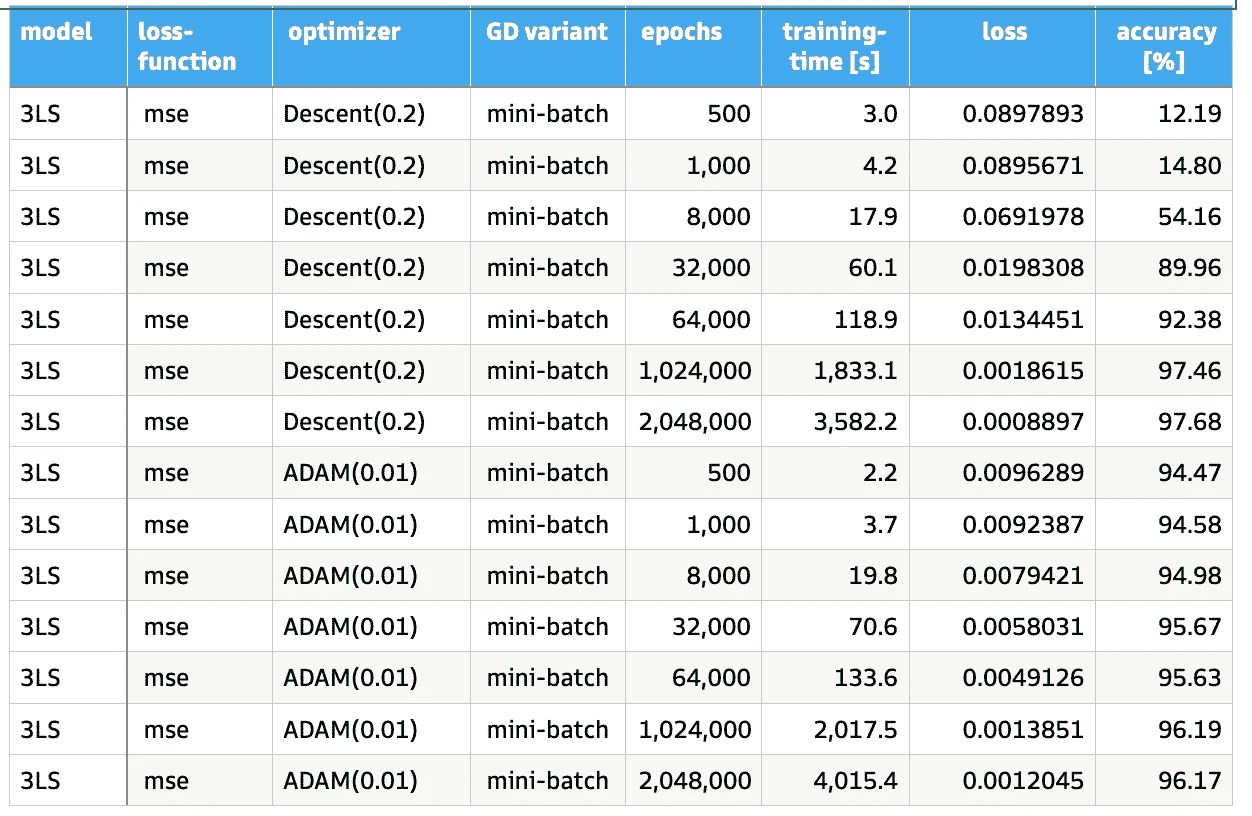 model loss-function optimizer GD variant epochs training-time [s] loss accuracy [%]
3LS mse Descent(0.2) mini-batch 500 3.0 0.0897893 12.19
3LS mse Descent(0.2) mini-batch 1,000 4.2 0.0895671 14.80
3LS mse Descent(0.2) mini-batch 8,000 17.9 0.0691978 54.16
3LS mse Descent(0.2) mini-batch 32,000 60.1 0.0198308 89.96
3LS mse Descent(0.2) mini-batch 64,000 118.9 0.0134451 92.38
3LS mse Descent(0.2) mini-batch 1,024,000 1,833.1 0.0018615 97.46
3LS mse Descent(0.2) mini-batch 2,048,000 3,582.2 0.0008897 97.68
3LS mse ADAM(0.01) mini-batch 500 2.2 0.0096289 94.47
3LS mse ADAM(0.01) mini-batch 1,000 3.7 0.0092387 94.58
3LS mse ADAM(0.01) mini-batch 8,000 19.8 0.0079421 94.98
3LS mse ADAM(0.01) mini-batch 32,000 70.6 0.0058031 95.67
3LS mse ADAM(0.01) mini-batch 64,000 133.6 0.0049126 95.63
3LS mse ADAM(0.01) mini-batch 1,024,000 2,017.5 0.0013851 96.19
3LS mse ADAM(0.01) mini-batch 2,048,000 4,015.4 0.0012045 96.17